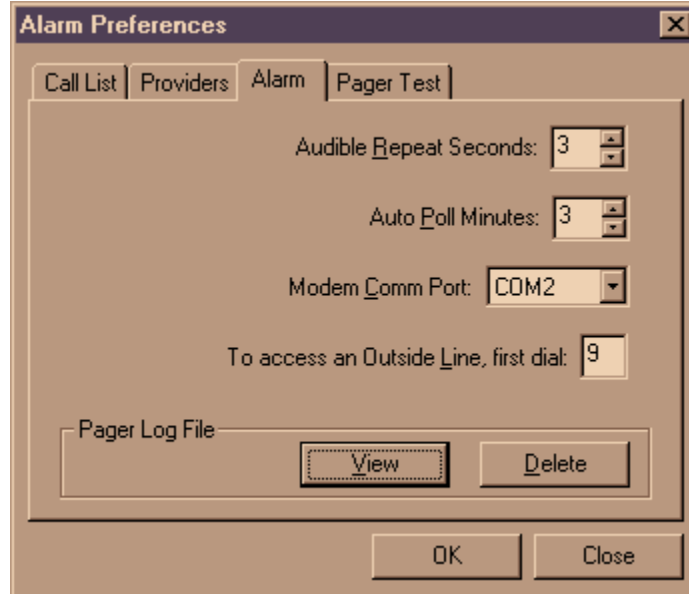 Alarm Preferences
Call List Providers Alarm Pager Test
Audible Repeat Seconds: 3
Auto Poll Minutes: 3
Modem Comm Port: COM2
To access an Outside Line, first dial: 9
Pager Log File
View Delete
OK Close